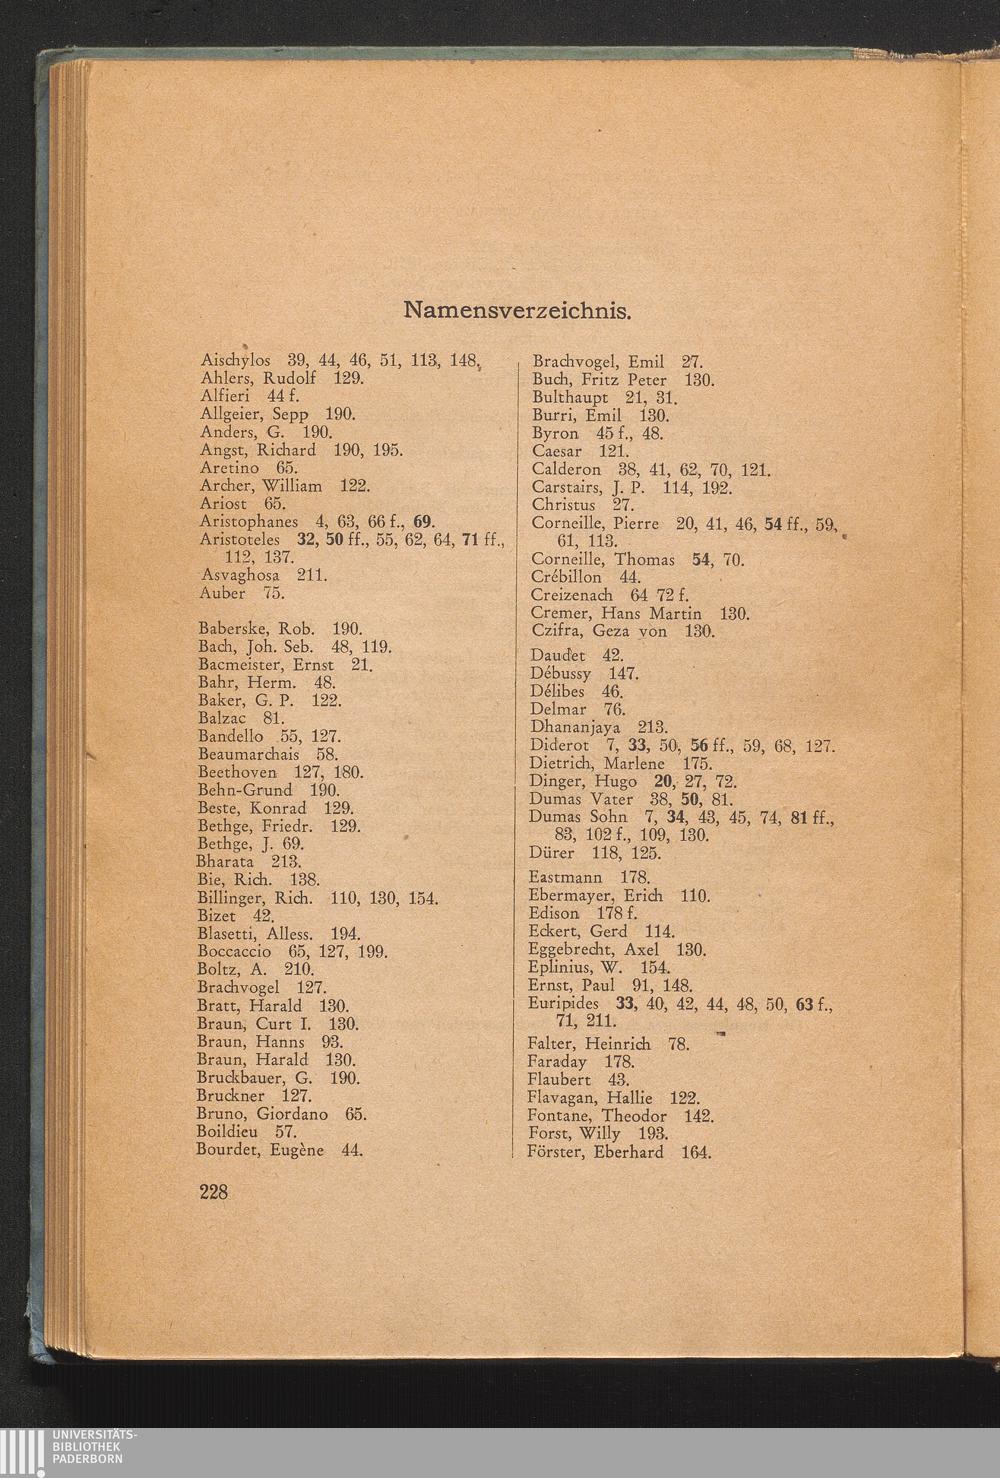 Namensverzeichnis.
Aischylos 39, 44, 46, 51, 113, 148,
Ahlers, Rudolf 129.
Alfieri 44 f.
Allgeier, Sepp 190.
Anders, G. 190.
Angst, Richard 190, 195.
Aretino 65.
Archer, William 122.
Ariost 65.
Aristophanes 4, 63, 66 f., 69.
Aristoteles 32, 50 ff., 55, 62, 64, 71 ff.,
112, 137.
Asvaghosa 211.
Auber 75.
Baberske, Rob. 190.
Bach, Joh. Seb. 48, 119.
Bacmeister, Ernst 21.
Bahr, Herm. 48.
Baker, G. P. 122.
Balzac 81.
Bandello 55, 127.
Beaumarchais 58.
Beethoven 127, 180.
Behn-Grund 190.
Beste, Konrad 129.
Bethge, Friedr. 129.
Bethge, J. 69.
Bharata 213.
Bie, Rich. 138.
Billinger, Rich. 110, 130, 154.
Bizet 42.
Blasetti, Alless. 194.
Boccaccio 65, 127, 199.
Boltz, A. 210.
Brachvogel 127.
Bratt, Harald 130.
Braun, Curt I. 130.
Braun, Hanns 93.
Braun, Harald 130.
Bruckbauer, G. 190.
Bruckner 127.
Bruno, Giordano 65.
Boildieu 57.
Bourdet, Eugène 44.
Brachvogel, Emil 27.
Buch, Fritz Peter 130.
Bulthaupt 21, 31.
Burri, Emil 130.
Byron 45 f., 48.
Caesar 121.
Calderon 38, 41, 62, 70, 121.
Carstairs, J. P. 114, 192.
Christus 27.
Corneille, Pierre 20, 41, 46, 54 ff., 59,
61, 113.
Corneille, Thomas 54, 70.
Crébillon 44.
Creizenach 64 72 f.
Cremer, Hans Martin 130.
Czifra, Geza von 130.
Daudet 42.
Débussy 147.
Délibes 46.
Delmar 76.
Dhananjaya 213.
Diderot 7, 33, 50, 56 ff., 59, 68, 127.
Dietrich, Marlene 175.
Dinger, Hugo 20, 27, 72.
Dumas Vater 38, 50, 81.
Dumas Sohn 7, 34, 43, 45, 74, 81 ff.,
83, 102 f., 109, 130.
Dürer 118, 125.
Eastmann 178.
Ebermayer, Erich 110.
Edison 178 f.
Eckert, Gerd 114.
Eggebrecht, Axel 130.
Eplinius, W. 154.
Ernst, Paul 91, 148.
Euripides 33, 40, 42, 44, 48, 50, 63 f.,
71, 211.
Falter, Heinrich 78.
Faraday 178.
Flaubert 43.
Flavagan, Hallie 122.
Fontane, Theodor 142.
Forst, Willy 193.
Förster, Eberhard 164.
228
UNIVERSITÄTS-
BIBLIOTHEK
PADERBORN